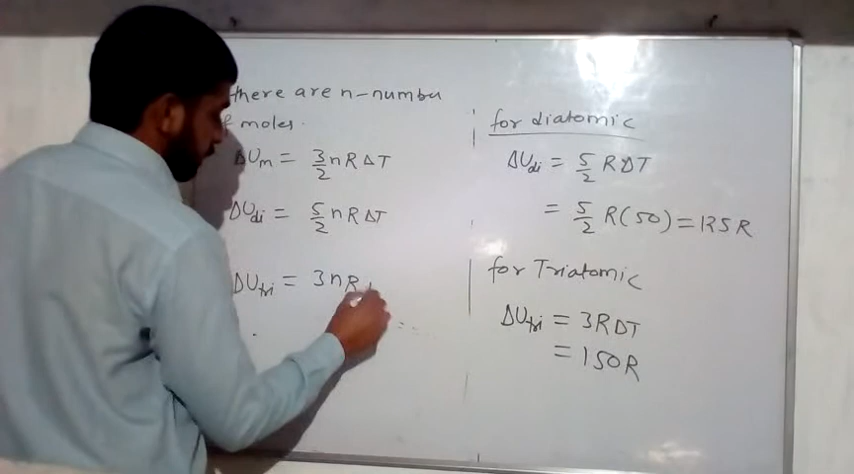 there are n-number
f moles.
ΔUm = 3/2 nRΔT
ΔUdi = 5/2 nRΔT
ΔUtri = 3nR
for diatomic
ΔUdi = 5/2 RΔT
= 5/2 R(50) = 125R
for Triatomic
ΔUtri = 3RΔT
= 150R